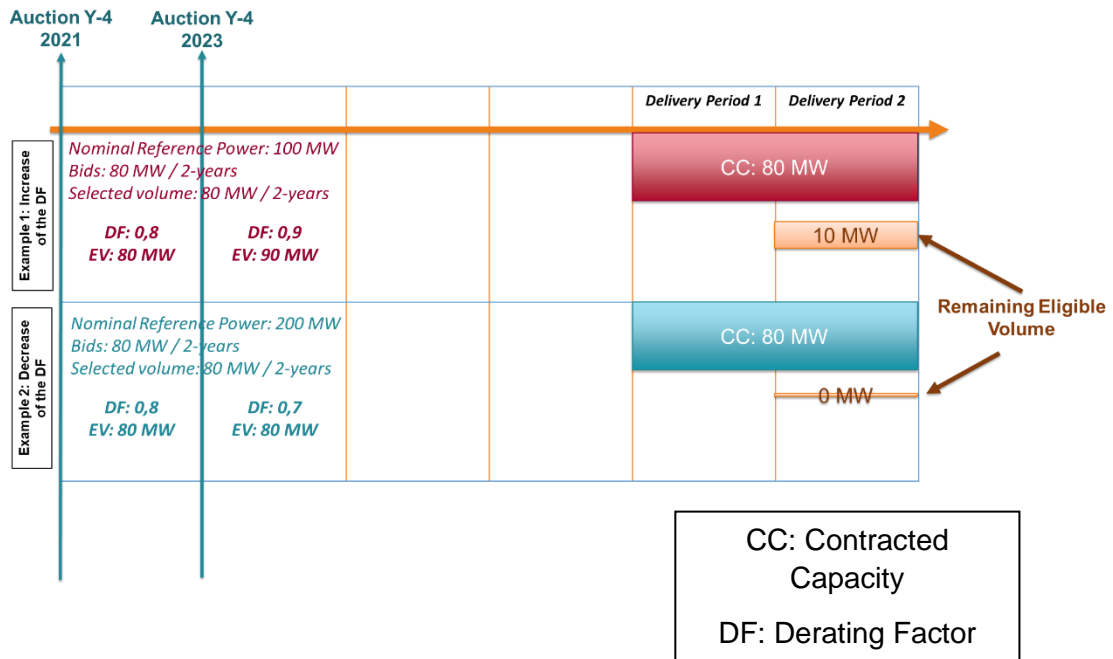 Auction Y-4
2021
Auction Y-4
2023
Delivery Period 1
Delivery Period 2
Example 1: Increase
of the DF
Nominal Reference Power: 100 MW
Bids: 80 MW / 2-years
Selected volume: 80 MW / 2-years
DF: 0,8
EV: 80 MW
DF: 0,9
EV: 90 MW
CC: 80 MW
10 MW
Remaining Eligible
Volume
Example 2: Decrease
of the DF
Nominal Reference Power: 200 MW
Bids: 80 MW / 2-years
Selected volume: 80 MW / 2-years
DF: 0,8
EV: 80 MW
DF: 0,7
EV: 80 MW
CC: 80 MW
0 MW
CC: Contracted
Capacity
DF: Derating Factor